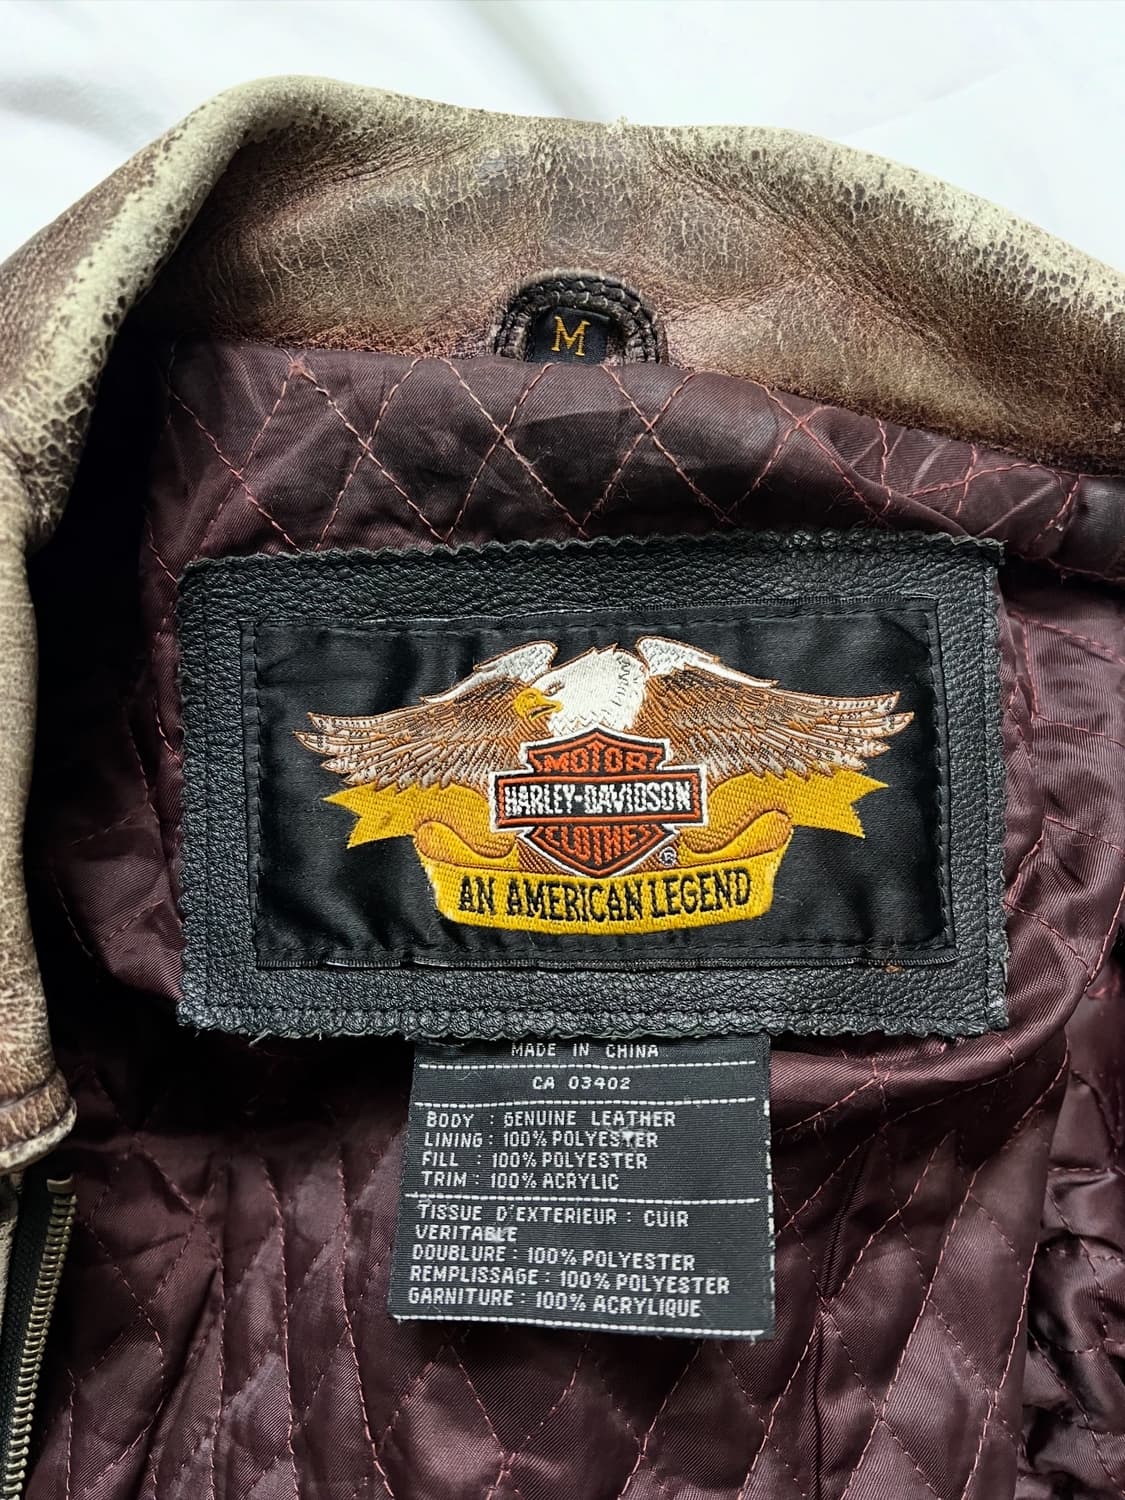 M
MOTOR
HARLEY-DAVIDSON
CLOTHES
®
AN AMERICAN LEGEND
MADE IN CHINA
CA 03402
BODY : GENUINE LEATHER
LINING : 100% POLYESTER
FILL : 100% POLYESTER
TRIM : 100% ACRYLIC
TISSUE D'EXTERIEUR : CUIR
VERITABLE
DOUBLURE : 100% POLYESTER
REMPLISSAGE : 100% POLYESTER
GARNITURE : 100% ACRYLIQUE